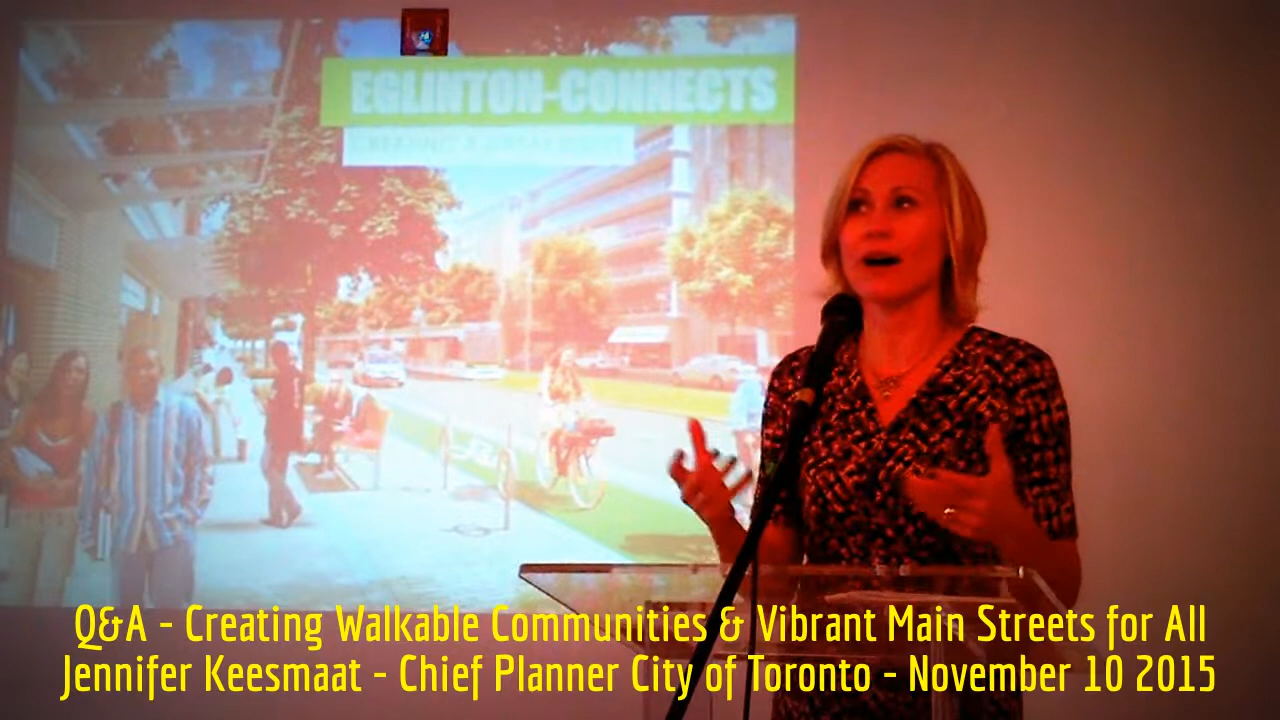 EGLINTON-CONNECTS
Q&A - Creating Walkable Communities & Vibrant Main Streets for All
Jennifer Keesmaat - Chief Planner City of Toronto - November 10 2015